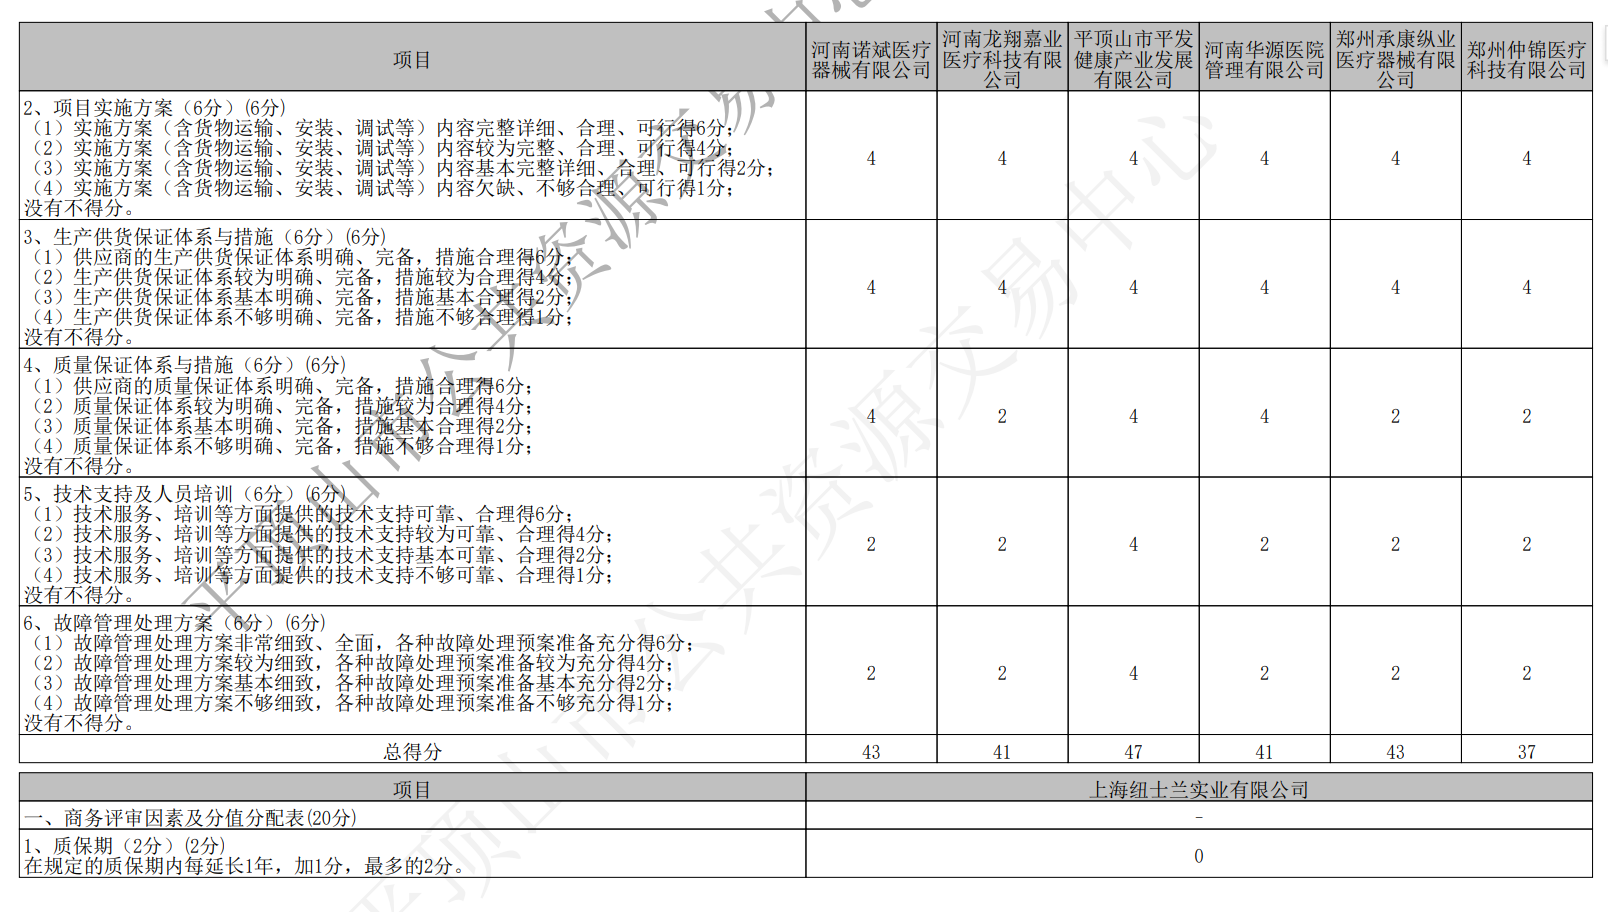 项目
河南诺斌医疗
器械有限公司
河南龙翔嘉业
医疗科技有限
公司
平顶山市平发
健康产业发展
有限公司
河南华源医院
管理有限公司
郑州承康纵业
医疗器械有限
公司
郑州仲锦医疗
科技有限公司
2、项目实施方案（6分）(6分)
（1）实施方案（含货物运输、安装、调试等）内容完整详细、合理、可行得6分；
（2）实施方案（含货物运输、安装、调试等）内容较为完整、合理、可行得4分；
（3）实施方案（含货物运输、安装、调试等）内容基本完整详细、合理、可行得2分；
（4）实施方案（含货物运输、安装、调试等）内容欠缺、不够合理、可行得1分；
没有不得分。
4 4 4 4 4 4
3、生产供货保证体系与措施（6分）(6分)
（1）供应商的生产供货保证体系明确、完备，措施合理得6分；
（2）生产供货保证体系较为明确、完备，措施较为合理得4分；
（3）生产供货保证体系基本明确、完备，措施基本合理得2分；
（4）生产供货保证体系不够明确、完备，措施不够合理得1分；
没有不得分。
4 4 4 4 4 4
4、质量保证体系与措施（6分）(6分)
（1）供应商的质量保证体系明确、完备，措施合理得6分；
（2）质量保证体系较为明确、完备，措施较为合理得4分；
（3）质量保证体系基本明确、完备，措施基本合理得2分；
（4）质量保证体系不够明确、完备，措施不够合理得1分；
没有不得分。
4 2 4 4 2 2
5、技术支持及人员培训（6分）(6分)
（1）技术服务、培训等方面提供的技术支持可靠、合理得6分；
（2）技术服务、培训等方面提供的技术支持较为可靠、合理得4分；
（3）技术服务、培训等方面提供的技术支持基本可靠、合理得2分；
（4）技术服务、培训等方面提供的技术支持不够可靠、合理得1分；
没有不得分。
2 2 4 2 2 2
6、故障管理处理方案（6分）(6分)
（1）故障管理处理方案非常细致、全面，各种故障处理预案准备充分得6分；
（2）故障管理处理方案较为细致，各种故障处理预案准备较为充分得4分；
（3）故障管理处理方案基本细致，各种故障处理预案准备基本充分得2分；
（4）故障管理处理方案不够细致，各种故障处理预案准备不够充分得1分；
没有不得分。
2 2 4 2 2 2
总得分 43 41 47 41 43 37
项目 上海纽士兰实业有限公司
一、商务评审因素及分值分配表(20分) -
1、质保期（2分）(2分)
在规定的质保期内每延长1年，加1分，最多的2分。
0
平顶山市公共资源交易中心
平顶山市公共资源交易中心